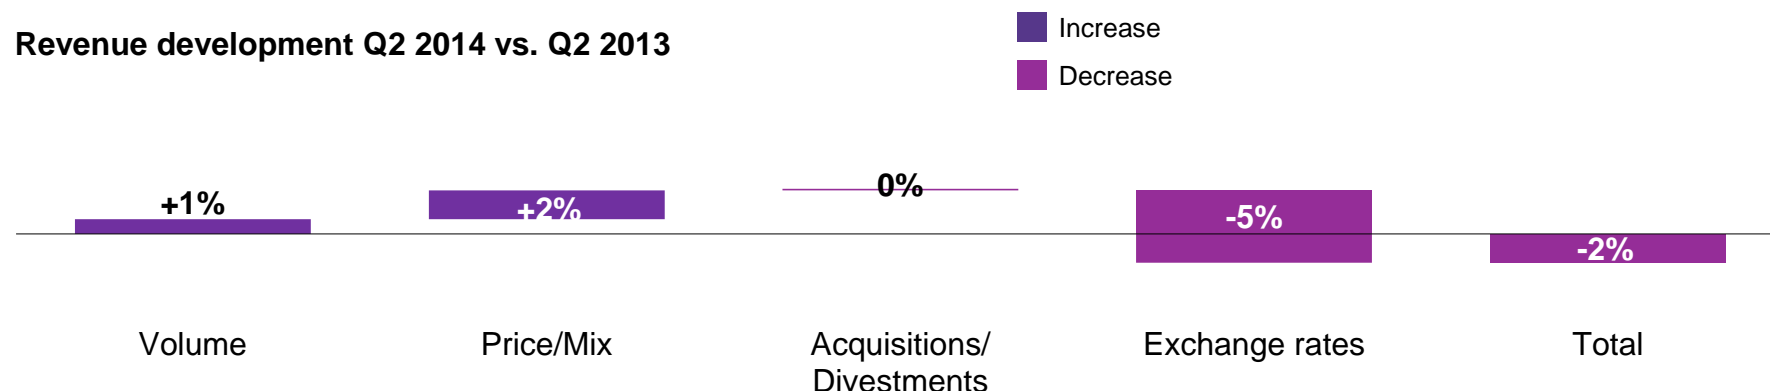 Revenue development Q2 2014 vs. Q2 2013
Increase
Decrease
+1%
+2%
0%
-5%
-2%
Volume
Price/Mix
Acquisitions/
Divestments
Exchange rates
Total